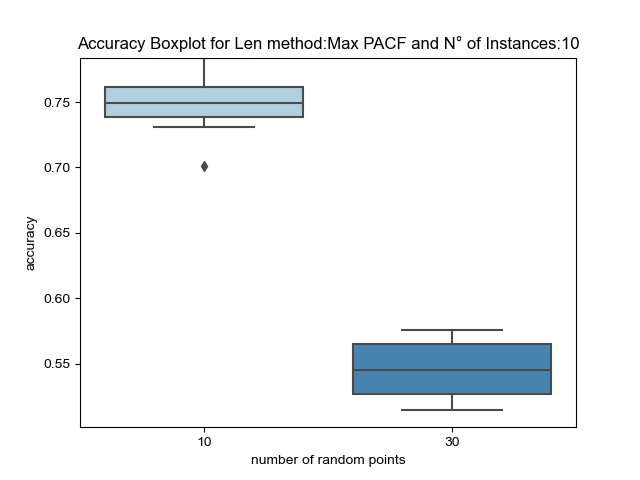 Accuracy Boxplot for Len method:Max PACF and N° of Instances:10
0.75
0.70
0.65
0.60
0.55
accuracy
10
30
number of random points